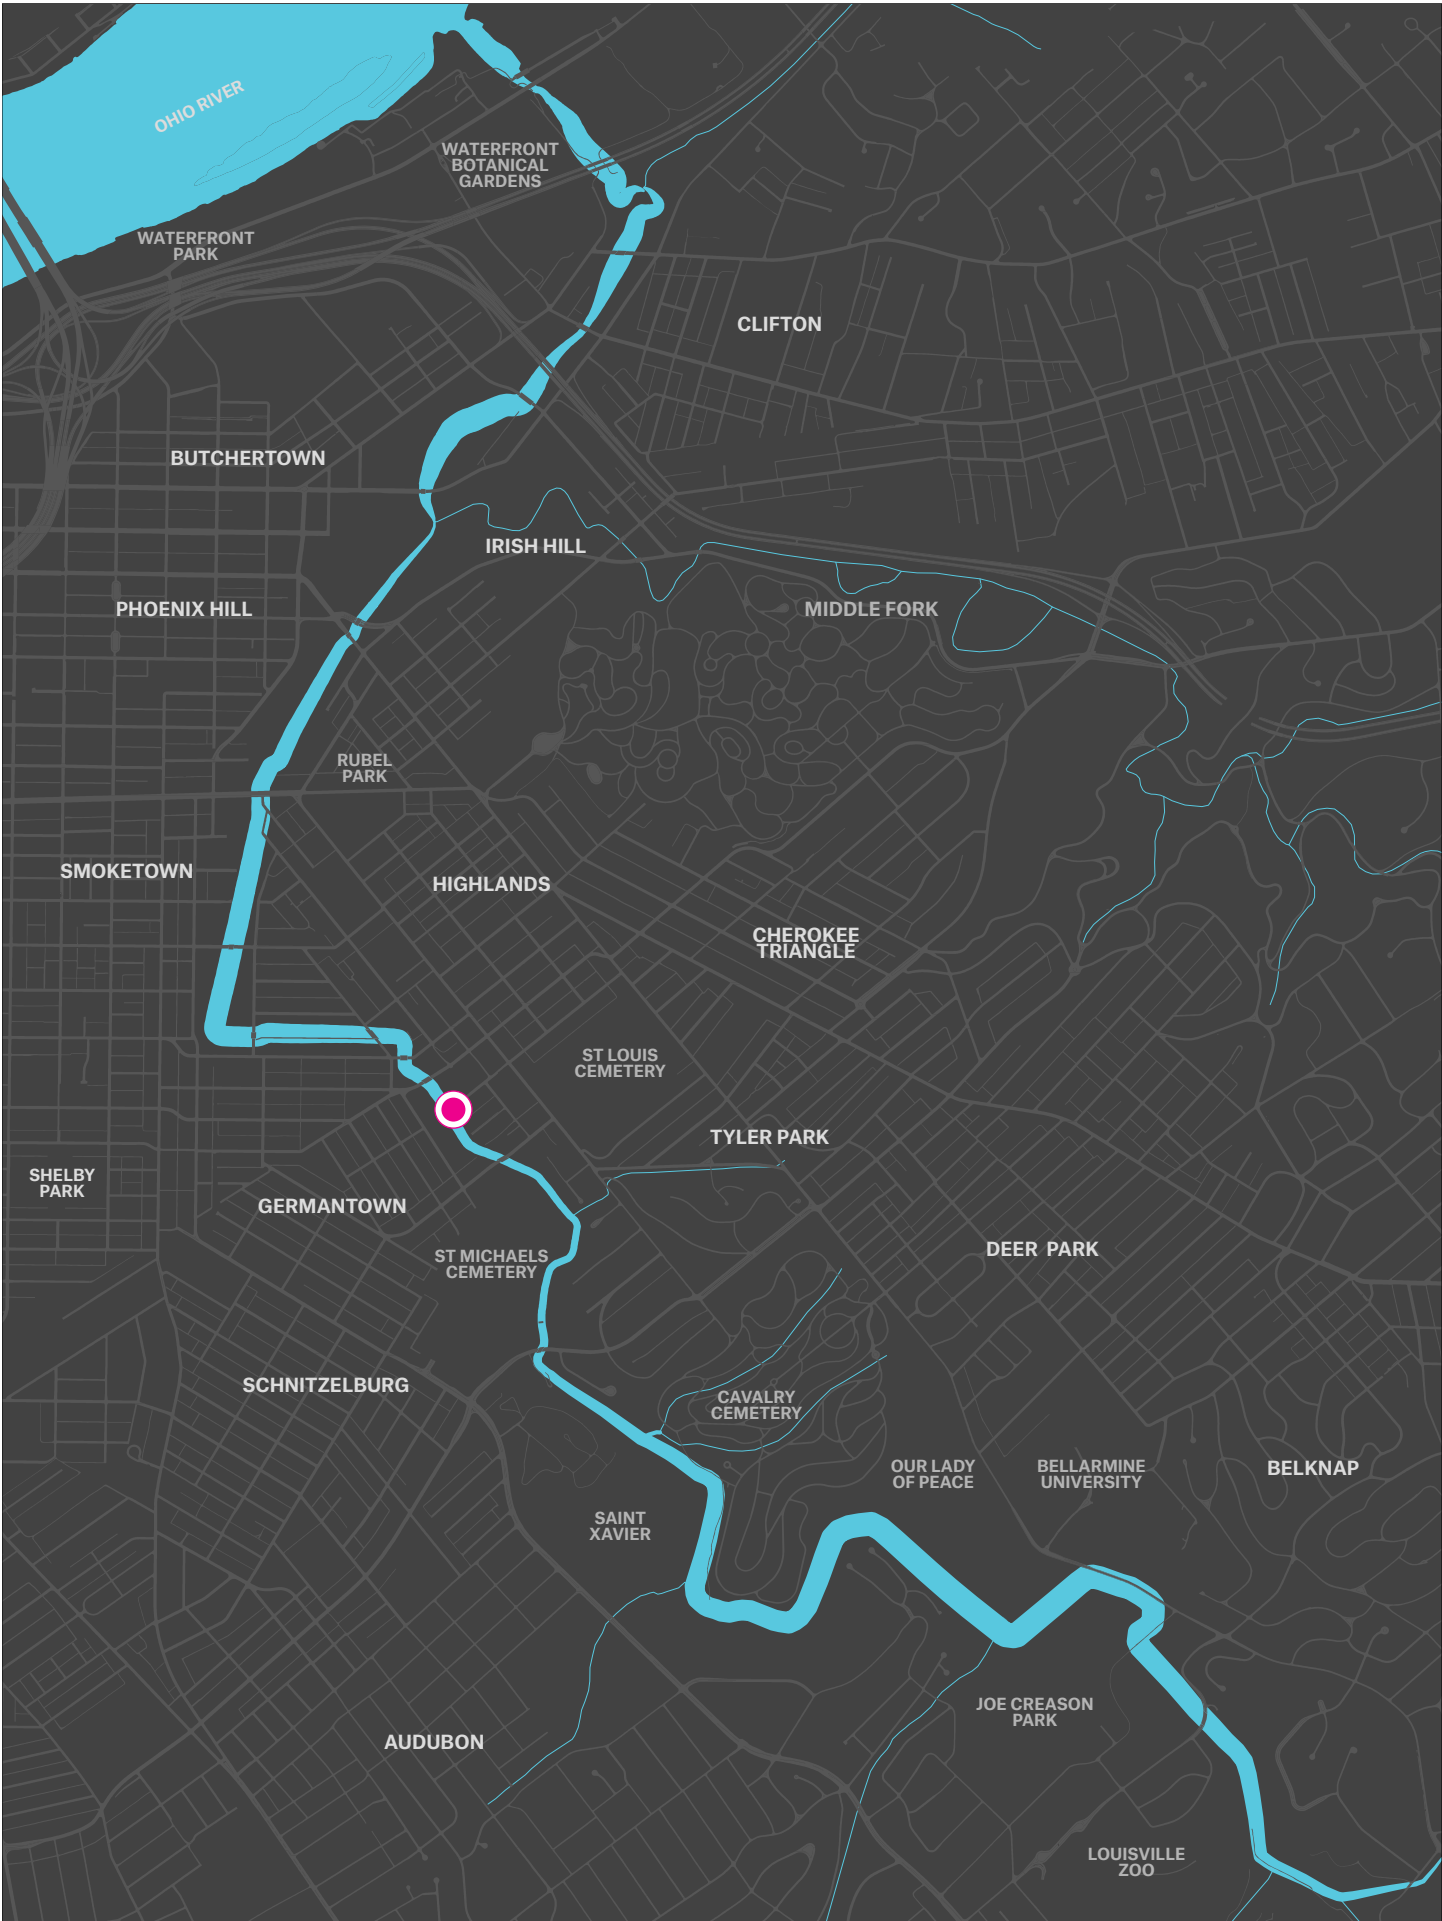 OHIO RIVER
WATERFRONT
BOTANICAL
GARDENS
WATERFRONT
PARK
CLIFTON
BUTCHERTOWN
IRISH HILL
PHOENIX HILL
MIDDLE FORK
RUBEL
PARK
SMOKETOWN
HIGHLANDS
CHEROKEE
TRIANGLE
ST LOUIS
CEMETERY
TYLER PARK
SHELBY
PARK
GERMANTOWN
ST MICHAELS
CEMETERY
DEER PARK
SCHNITZELBURG
CAVALRY
CEMETERY
OUR LADY
OF PEACE
BELLARMINE
UNIVERSITY
BELKNAP
SAINT
XAVIER
JOE CREASON
PARK
AUDUBON
LOUISVILLE
ZOO